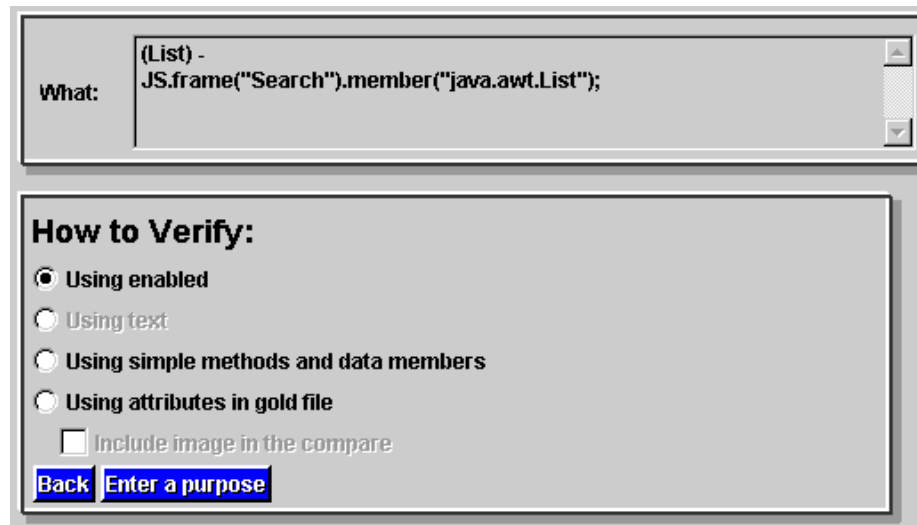 What:
(List) -
JS.frame("Search").member("java.awt.List");
How to Verify:
Using enabled
Using text
Using simple methods and data members
Using attributes in gold file
Include image in the compare
Back Enter a purpose